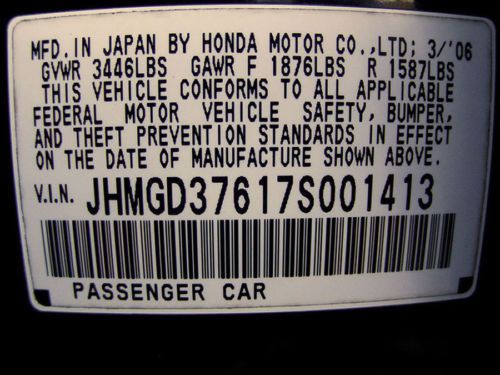 MFD. IN JAPAN BY HONDA MOTOR CO.,LTD; 3/'06
GVWR 3446LBS GAWR F 1876LBS R 1587LBS
THIS VEHICLE CONFORMS TO ALL APPLICABLE
FEDERAL MOTOR VEHICLE SAFETY, BUMPER,
AND THEFT PREVENTION STANDARDS IN EFFECT
ON THE DATE OF MANUFACTURE SHOWN ABOVE.
V.I.N. JHMGD37617S001413
PASSENGER CAR